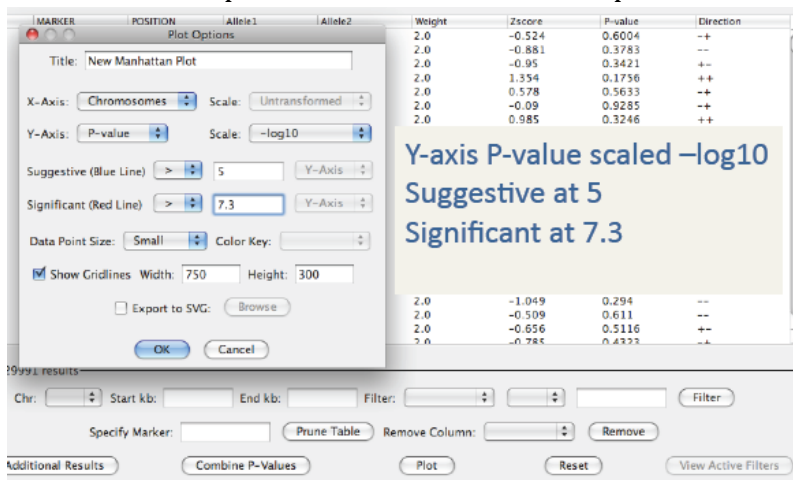 MARKER POSITION Allele1 Allele2 Weight Zscore P-value Direction
Plot Options
2.0 -0.524 0.6004 -+
2.0 -0.881 0.3783 --
2.0 -0.95 0.3421 +-
2.0 1.354 0.1756 ++
2.0 0.578 0.5633 -+
2.0 -0.09 0.9285 -+
2.0 0.985 0.3246 ++
Title: New Manhattan Plot
X-Axis: Chromosomes Scale: Untransformed
Y-Axis: P-value Scale: -log10
Suggestive (Blue Line) > 5 Y-Axis
Significant (Red Line) > 7.3 Y-Axis
Data Point Size: Small Color Key:
Show Gridlines Width: 750 Height: 300
Export to SVG: Browse
OK Cancel
Y-axis P-value scaled –log10
Suggestive at 5
Significant at 7.3
2.0 -1.049 0.294 --
2.0 -0.509 0.611 --
2.0 -0.656 0.5116 +-
2.0 -0.785 0.4323 -+
29991 results
Chr: Start kb: End kb: Filter: Filter
Specify Marker: Prune Table Remove Column: Remove
Additional Results Combine P-Values Plot Reset View Active Filters